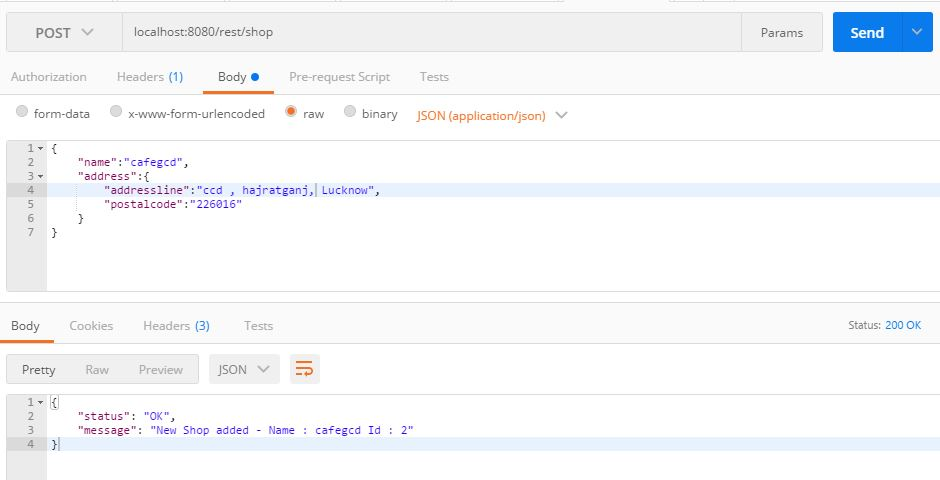 POST localhost:8080/rest/shop Params Send
Authorization Headers (1) Body Pre-request Script Tests
form-data x-www-form-urlencoded raw binary JSON (application/json)
1 {
2 "name":"cafegcd",
3 "address":{
4 "addressline":"ccd , hajratganj, Lucknow",
5 "postalcode":"226016"
6 }
7 }
Body Cookies Headers (3) Tests Status: 200 OK
Pretty Raw Preview JSON
1 {
2 "status": "OK",
3 "message": "New Shop added - Name : cafegcd Id : 2"
4 }